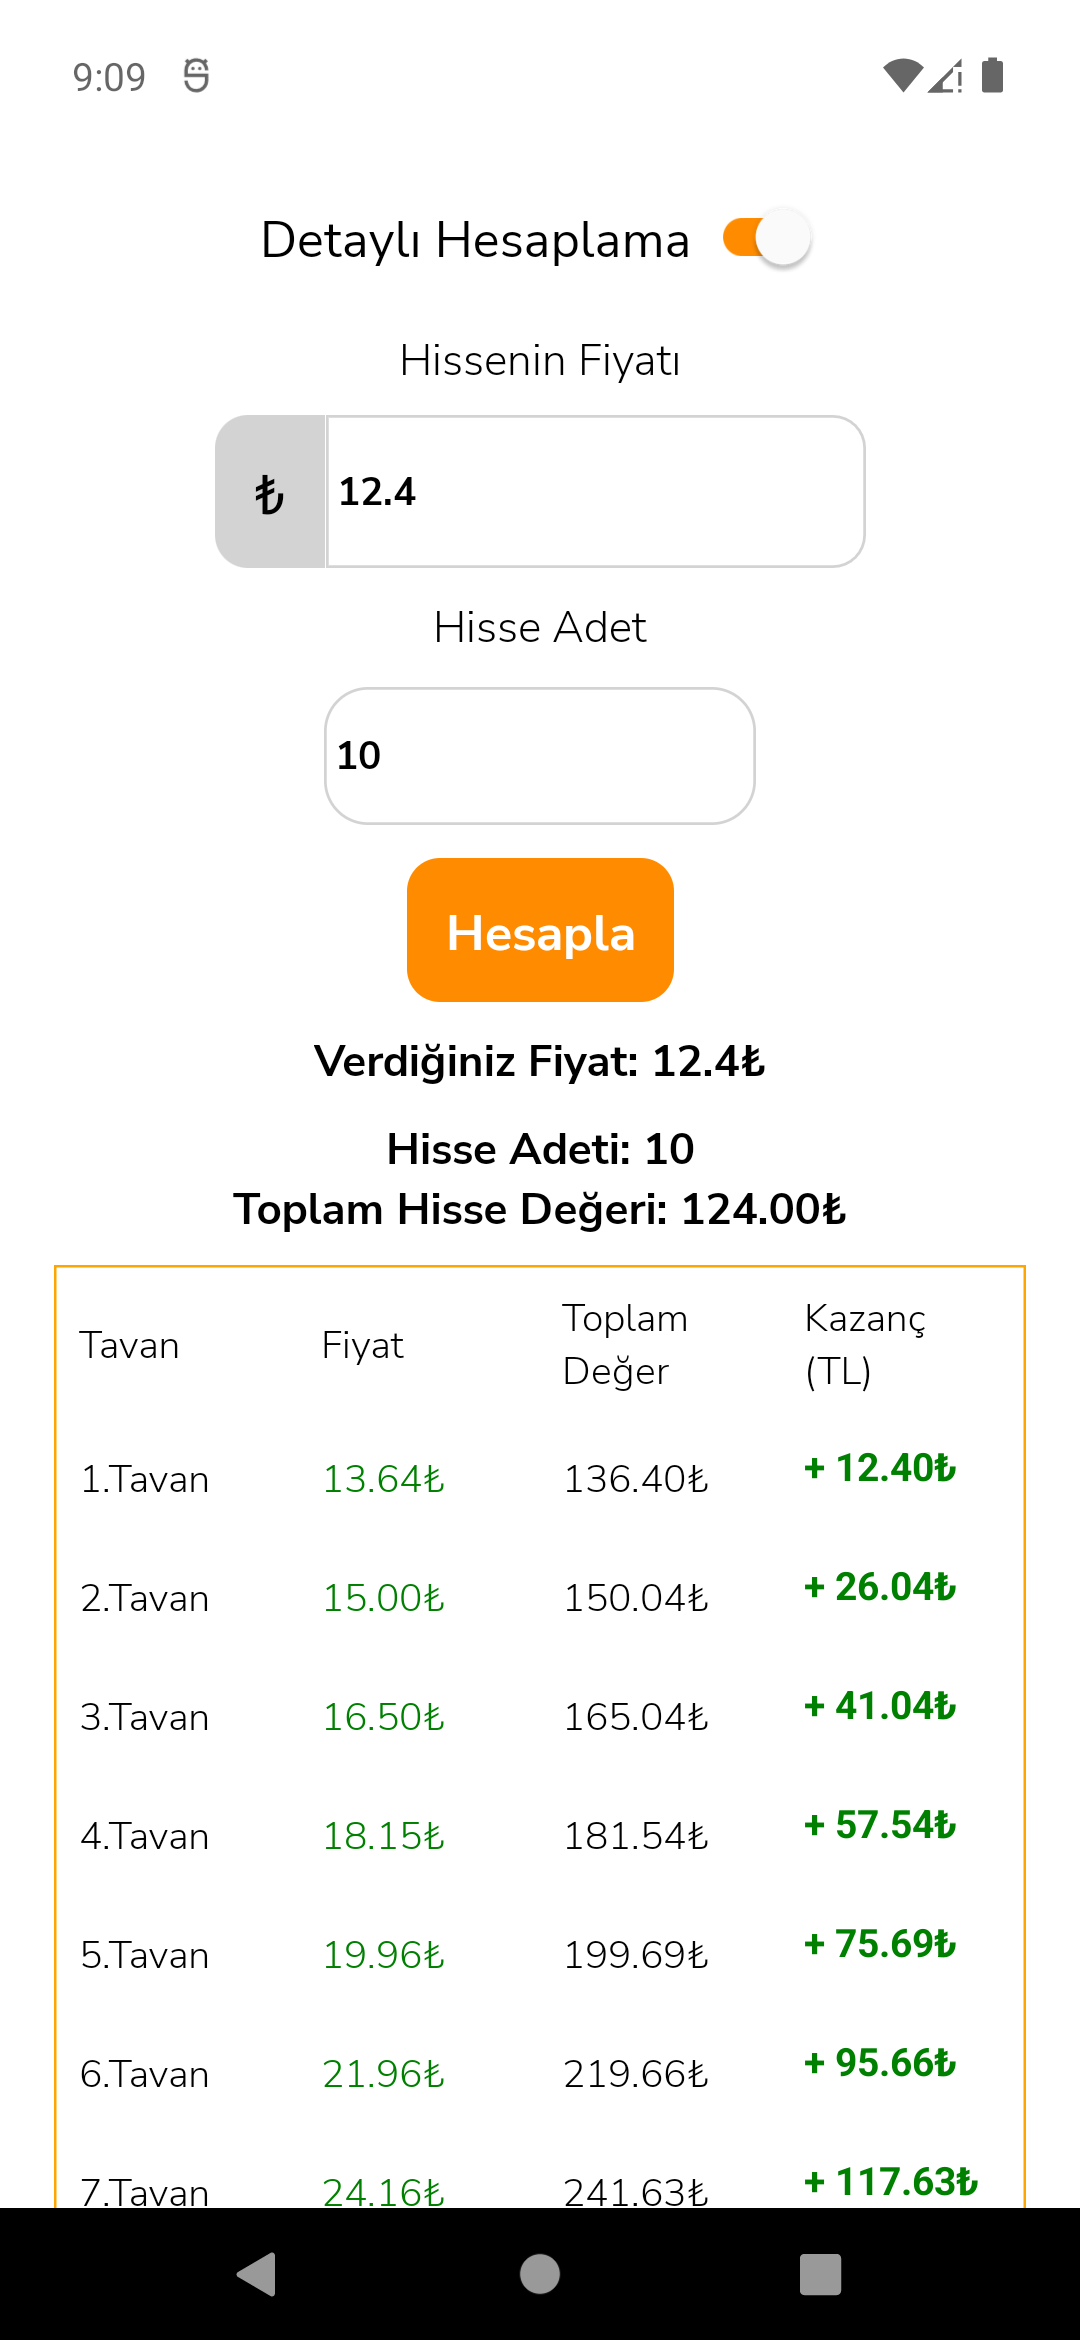 9:09
Detaylı Hesaplama
Hissenin Fiyatı
₺ 12.4
Hisse Adet
10
Hesapla
Verdiğiniz Fiyat: 12.4₺
Hisse Adeti: 10
Toplam Hisse Değeri: 124.00₺
Tavan Fiyat Toplam Değer Kazanç (TL)
1.Tavan 13.64₺ 136.40₺ + 12.40₺
2.Tavan 15.00₺ 150.04₺ + 26.04₺
3.Tavan 16.50₺ 165.04₺ + 41.04₺
4.Tavan 18.15₺ 181.54₺ + 57.54₺
5.Tavan 19.96₺ 199.69₺ + 75.69₺
6.Tavan 21.96₺ 219.66₺ + 95.66₺
7.Tavan 24.16₺ 241.63₺ + 117.63₺